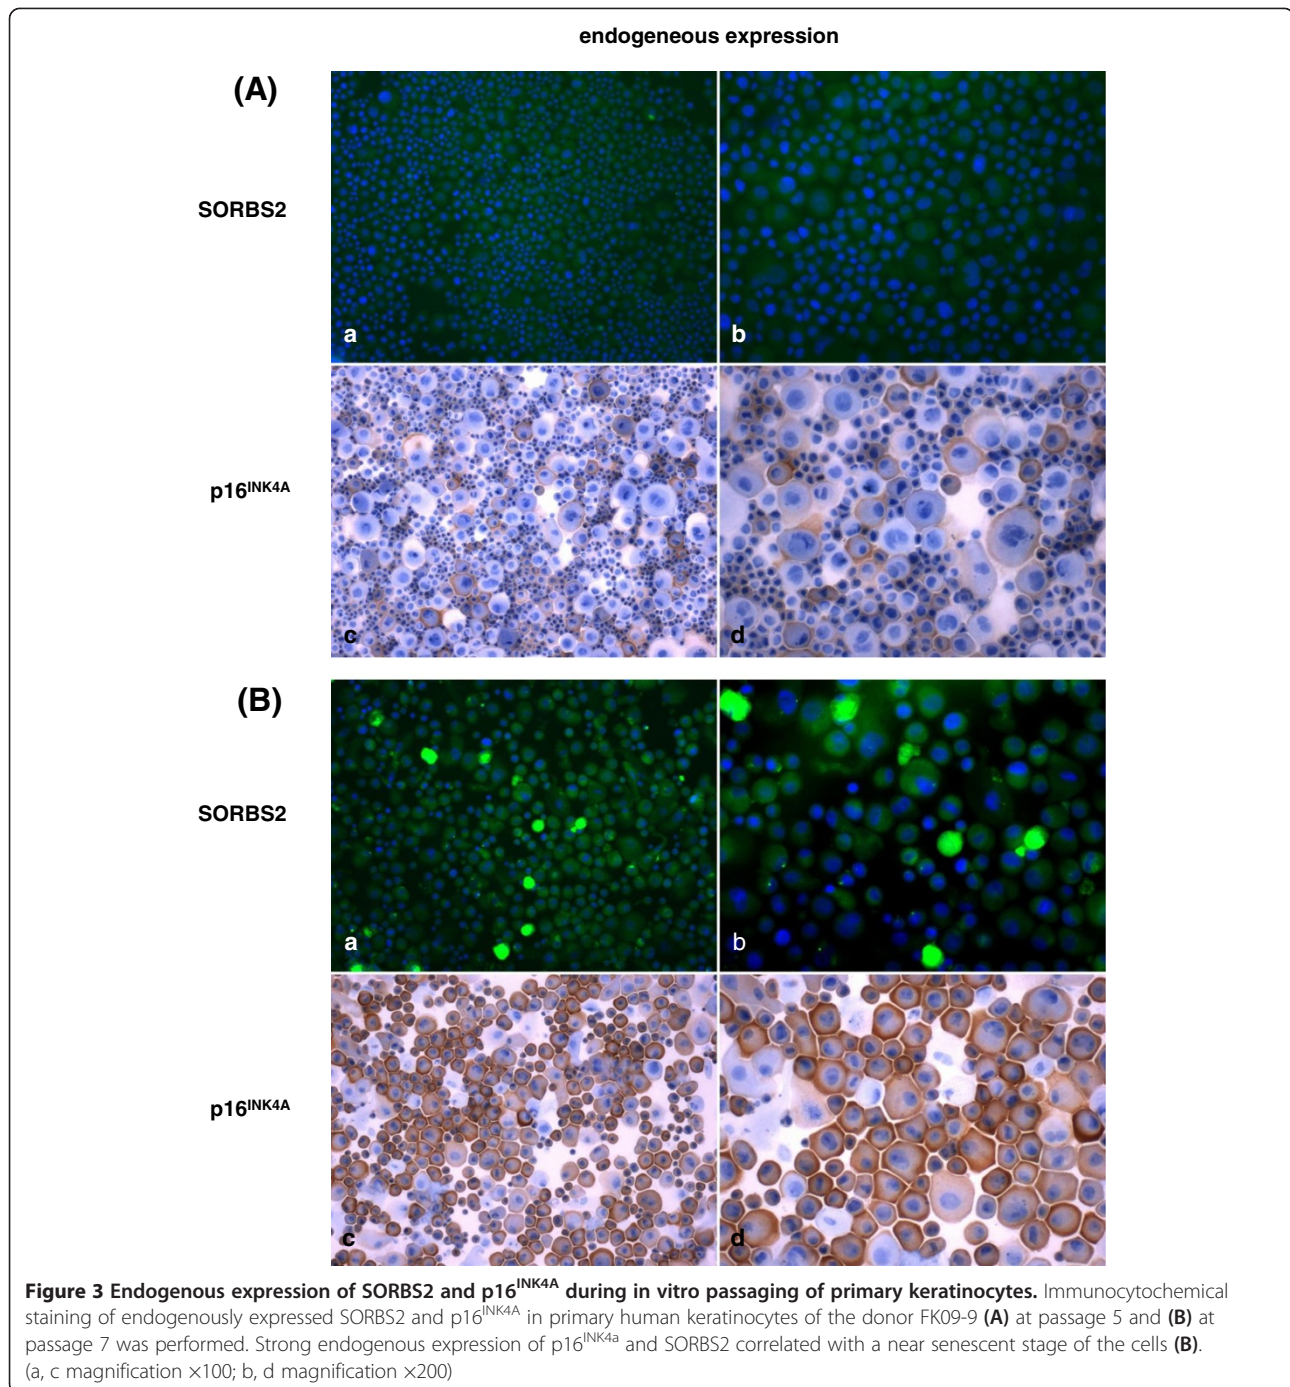 endogeneous expression
(A)
SORBS2
a
b
p16INK4A
c
d
(B)
SORBS2
a
b
p16INK4A
c
d
Figure 3 Endogenous expression of SORBS2 and p16INK4A during in vitro passaging of primary keratinocytes. Immunocytochemical
staining of endogenously expressed SORBS2 and p16INK4A in primary human keratinocytes of the donor FK09-9 (A) at passage 5 and (B) at
passage 7 was performed. Strong endogenous expression of p16INK4a and SORBS2 correlated with a near senescent stage of the cells (B).
(a, c magnification ×100; b, d magnification ×200)